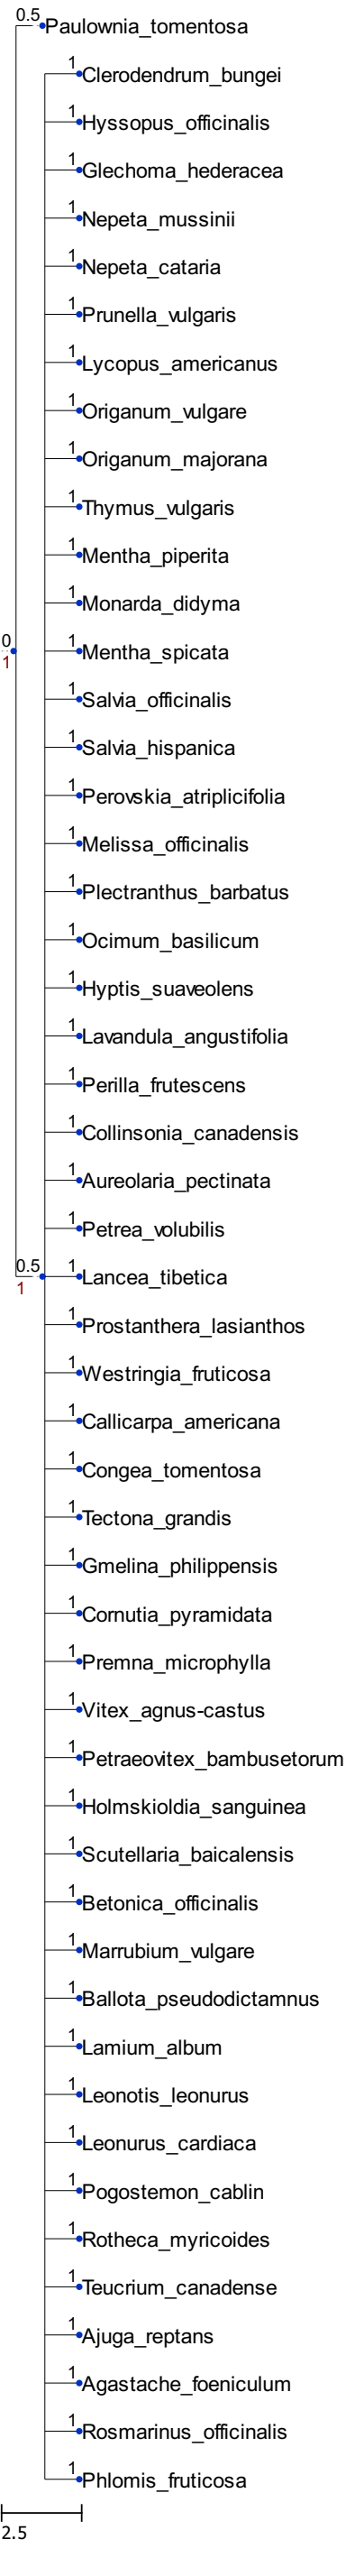 0.5 Paulownia_tomentosa
1 Clerodendrum_bungei
1 Hyssopus_officinalis
1 Glechoma_hederacea
1 Nepeta_mussinii
1 Nepeta_cataria
1 Prunella_vulgaris
1 Lycopus_americanus
1 Origanum_vulgare
1 Origanum_majorana
1 Thymus_vulgaris
1 Mentha_piperita
1 Monarda_didyma
0 1 Mentha_spicata
1
1 Salvia_officinalis
1 Salvia_hispanica
1 Perovskia_atriplicifolia
1 Melissa_officinalis
1 Plectranthus_barbatus
1 Ocimum_basilicum
1 Hyptis_suaveolens
1 Lavandula_angustifolia
1 Perilla_frutescens
1 Collinsonia_canadensis
1 Aureolaria_pectinata
1 Petrea_volubilis
0.5 1 Lancea_tibetica
1
1 Prostanthera_lasianthos
1 Westringia_fruticosa
1 Callicarpa_americana
1 Congea_tomentosa
1 Tectona_grandis
1 Gmelina_philippensis
1 Cornutia_pyramidata
1 Premna_microphylla
1 Vitex_agnus-castus
1 Petraeovitex_bambusetorum
1 Holmskioldia_sanguinea
1 Scutellaria_baicalensis
1 Betonica_officinalis
1 Marrubium_vulgare
1 Ballota_pseudodictamnus
1 Lamium_album
1 Leonotis_leonurus
1 Leonurus_cardiaca
1 Pogostemon_cablin
1 Rotheca_myricoides
1 Teucrium_canadense
1 Ajuga_reptans
1 Agastache_foeniculum
1 Rosmarinus_officinalis
1 Phlomis_fruticosa
2.5